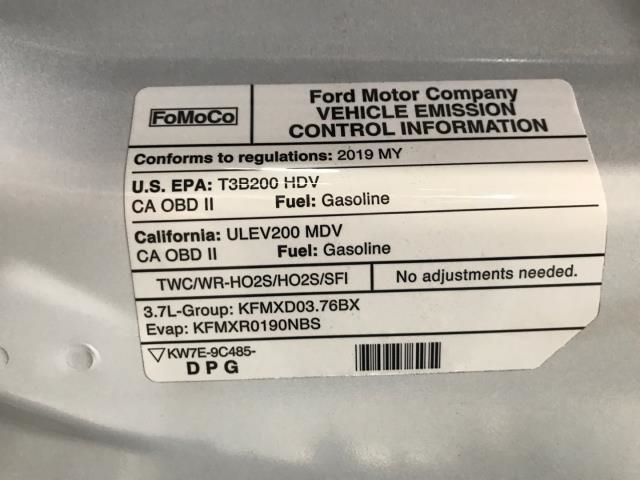 FoMoCo
Ford Motor Company
VEHICLE EMISSION
CONTROL INFORMATION
Conforms to regulations: 2019 MY
U.S. EPA: T3B200 HDV
CA OBD II Fuel: Gasoline
California: ULEV200 MDV
CA OBD II Fuel: Gasoline
TWC/WR-HO2S/HO2S/SFI No adjustments needed.
3.7L-Group: KFMXD03.76BX
Evap: KFMXR0190NBS
KW7E-9C485-
DPG